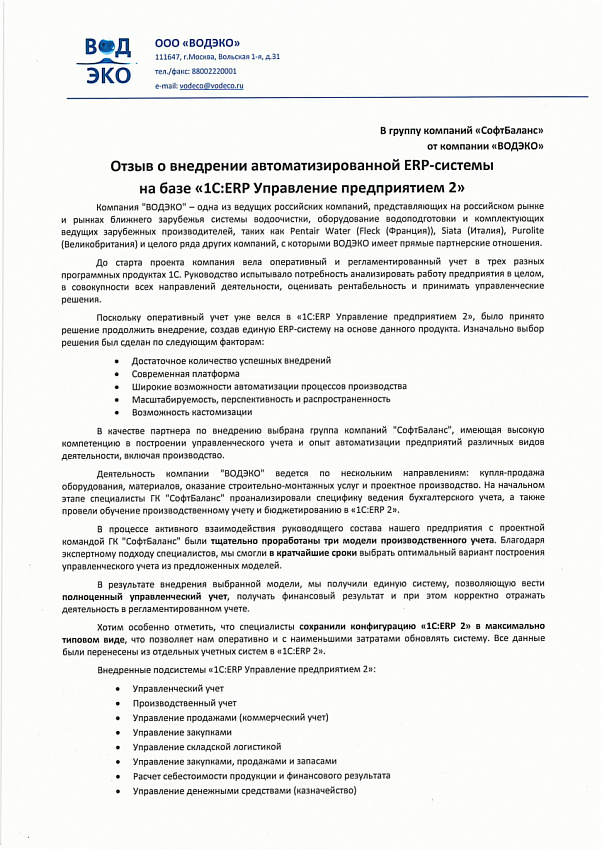 ВОД
ЭКО
ООО «ВОДЭКО»
111647, г.Москва, Вольская 1-я, д.31
тел./факс: 88002220001
e-mail: vodeco@vodeco.ru
В группу компаний «СофтБаланс»
от компании «ВОДЭКО»
Отзыв о внедрении автоматизированной ERP-системы
на базе «1С:ERP Управление предприятием 2»
Компания "ВОДЭКО" – одна из ведущих российских компаний, представляющих на российском рынке
и рынках ближнего зарубежья системы водоочистки, оборудование водоподготовки и комплектующих
ведущих зарубежных производителей, таких как Pentair Water (Fleck (Франция)), Siata (Италия), Purolite
(Великобритания) и целого ряда других компаний, с которыми ВОДЭКО имеет прямые партнерские отношения.
До старта проекта компания вела оперативный и регламентированный учет в трех разных
программных продуктах 1С. Руководство испытывало потребность анализировать работу предприятия в целом,
в совокупности всех направлений деятельности, оценивать рентабельность и принимать управленческие
решения.
Поскольку оперативный учет уже велся в «1С:ERP Управление предприятием 2», было принято
решение продолжить внедрение, создав единую ERP-систему на основе данного продукта. Изначально выбор
решения был сделан по следующим факторам:
• Достаточное количество успешных внедрений
• Современная платформа
• Широкие возможности автоматизации процессов производства
• Масштабируемость, перспективность и распространенность
• Возможность кастомизации
В качестве партнера по внедрению выбрана группа компаний "СофтБаланс", имеющая высокую
компетенцию в построении управленческого учета и опыт автоматизации предприятий различных видов
деятельности, включая производство.
Деятельность компании "ВОДЭКО" ведется по нескольким направлениям: купля-продажа
оборудования, материалов, оказание строительно-монтажных услуг и проектное производство. На начальном
этапе специалисты ГК "СофтБаланс" проанализировали специфику ведения бухгалтерского учета, а также
провели обучение производственному учету и бюджетированию в «1С:ERP 2».
В процессе активного взаимодействия руководящего состава нашего предприятия с проектной
командой ГК "СофтБаланс" были тщательно проработаны три модели производственного учета. Благодаря
экспертному подходу специалистов, мы смогли в кратчайшие сроки выбрать оптимальный вариант построения
управленческого учета из предложенных моделей.
В результате внедрения выбранной модели, мы получили единую систему, позволяющую вести
полноценный управленческий учет, получать финансовый результат и при этом корректно отражать
деятельность в регламентированном учете.
Хотим особенно отметить, что специалисты сохранили конфигурацию «1С:ERP 2» в максимально
типовом виде, что позволяет нам оперативно и с наименьшими затратами обновлять систему. Все данные
были перенесены из отдельных учетных систем в «1С:ERP 2».
Внедренные подсистемы «1С:ERP Управление предприятием 2»:
• Управленческий учет
• Производственный учет
• Управление продажами (коммерческий учет)
• Управление закупками
• Управление складской логистикой
• Управление закупками, продажами и запасами
• Расчет себестоимости продукции и финансового результата
• Управление денежными средствами (казначейство)